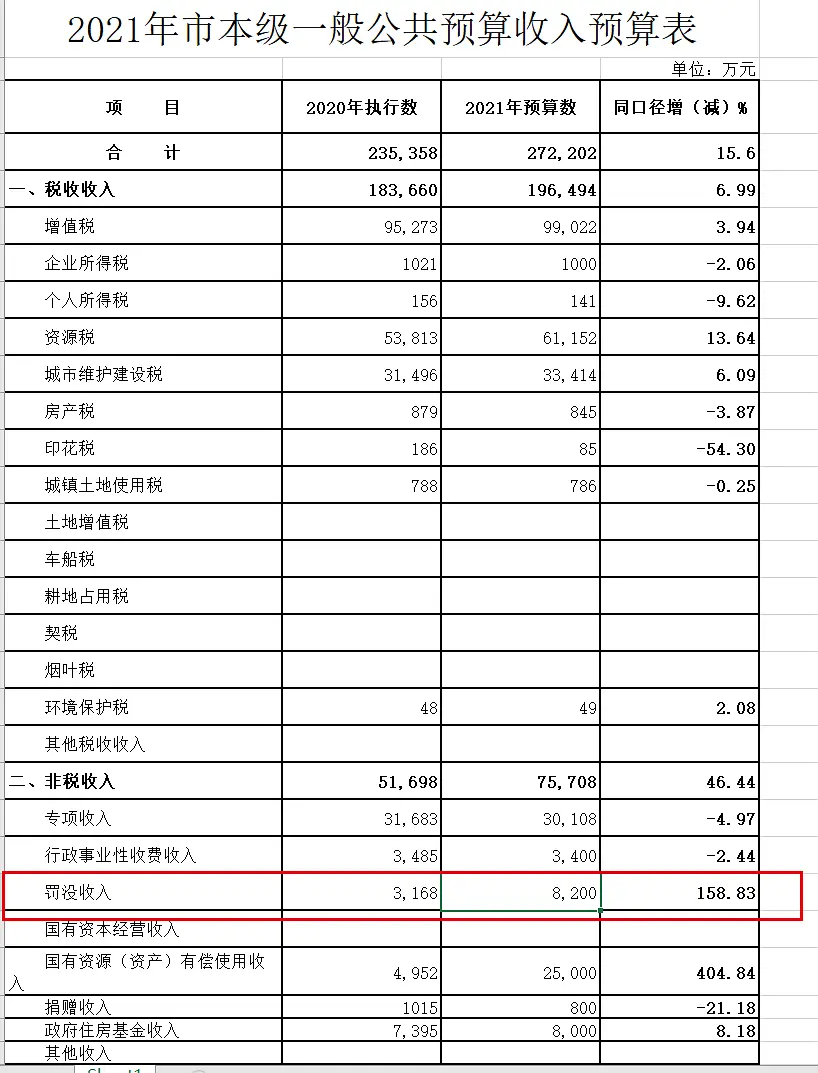 2021年市本级一般公共预算收入预算表
单位：万元
项 目 2020年执行数 2021年预算数 同口径增（减）%
合 计 235,358 272,202 15.6
一、税收收入 183,660 196,494 6.99
增值税 95,273 99,022 3.94
企业所得税 1021 1000 -2.06
个人所得税 156 141 -9.62
资源税 53,813 61,152 13.64
城市维护建设税 31,496 33,414 6.09
房产税 879 845 -3.87
印花税 186 85 -54.30
城镇土地使用税 788 786 -0.25
土地增值税
车船税
耕地占用税
契税
烟叶税
环境保护税 48 49 2.08
其他税收收入
二、非税收入 51,698 75,708 46.44
专项收入 31,683 30,108 -4.97
行政事业性收费收入 3,485 3,400 -2.44
罚没收入 3,168 8,200 158.83
国有资本经营收入
国有资源（资产）有偿使用收
入 4,952 25,000 404.84
捐赠收入 1015 800 -21.18
政府住房基金收入 7,395 8,000 8.18
其他收入